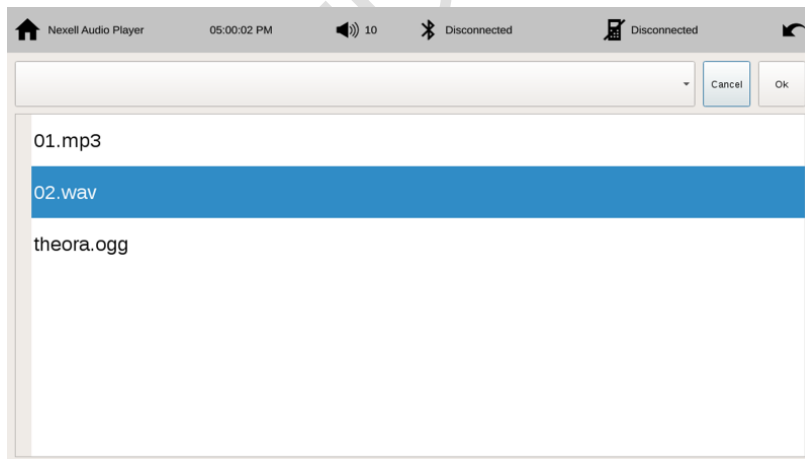 Nexell Audio Player 05:00:02 PM 10 Disconnected Disconnected
Cancel Ok
01.mp3
02.wav
theora.ogg